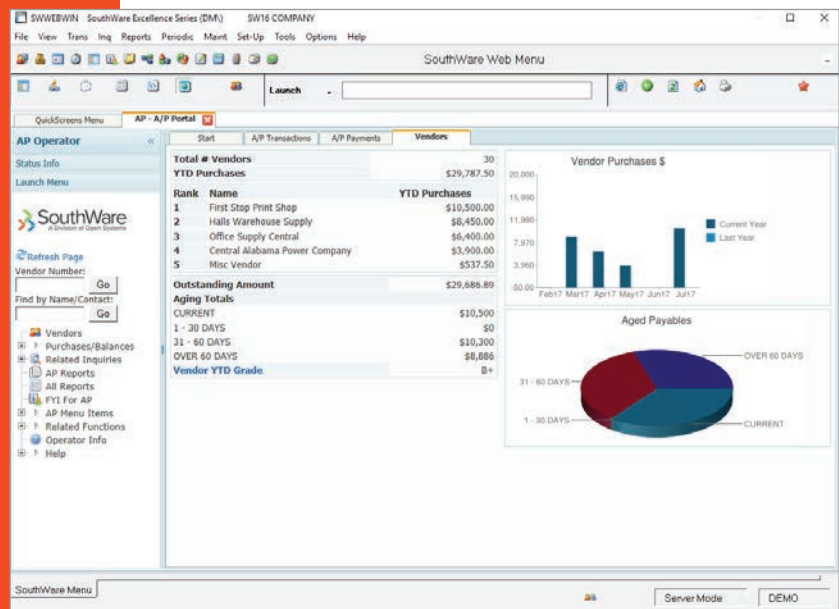 SWWEBWIN SouthWare Excellence Series (DM\) SW16 COMPANY
File View Trans Inq Reports Periodic Maint Set-Up Tools Options Help
SouthWare Web Menu
Launch
QuickScreens Menu AP - A/P Portal
AP Operator «
Status Info
Launch Menu
SouthWare
A Division of Open Systems
Refresh Page
Vendor Number:
Go
Find by Name/Contact:
Go
Vendors
Purchases/Balances
Related Inquiries
AP Reports
All Reports
FYI For AP
AP Menu Items
Related Functions
Operator Info
Help
Start A/P Transactions A/P Payments Vendors
Total # Vendors 30
YTD Purchases $29,787.50
Rank Name YTD Purchases
1 First Stop Print Shop $10,500.00
2 Halls Warehouse Supply $8,450.00
3 Office Supply Central $6,400.00
4 Central Alabama Power Company $3,900.00
5 Misc Vendor $537.50
Outstanding Amount $29,686.89
Aging Totals
CURRENT $10,500
1 - 30 DAYS $0
31 - 60 DAYS $10,300
OVER 60 DAYS $8,886
Vendor YTD Grade B+
Vendor Purchases $
20,000
15,990
11,980
7,970
3,960
-50.00
Feb17 Mar17 Apr17 May17 Jun17 Jul17
Current Year
Last Year
Aged Payables
OVER 60 DAYS
31 - 60 DAYS
1 - 30 DAYS
CURRENT
SouthWare Menu
Server Mode DEMO